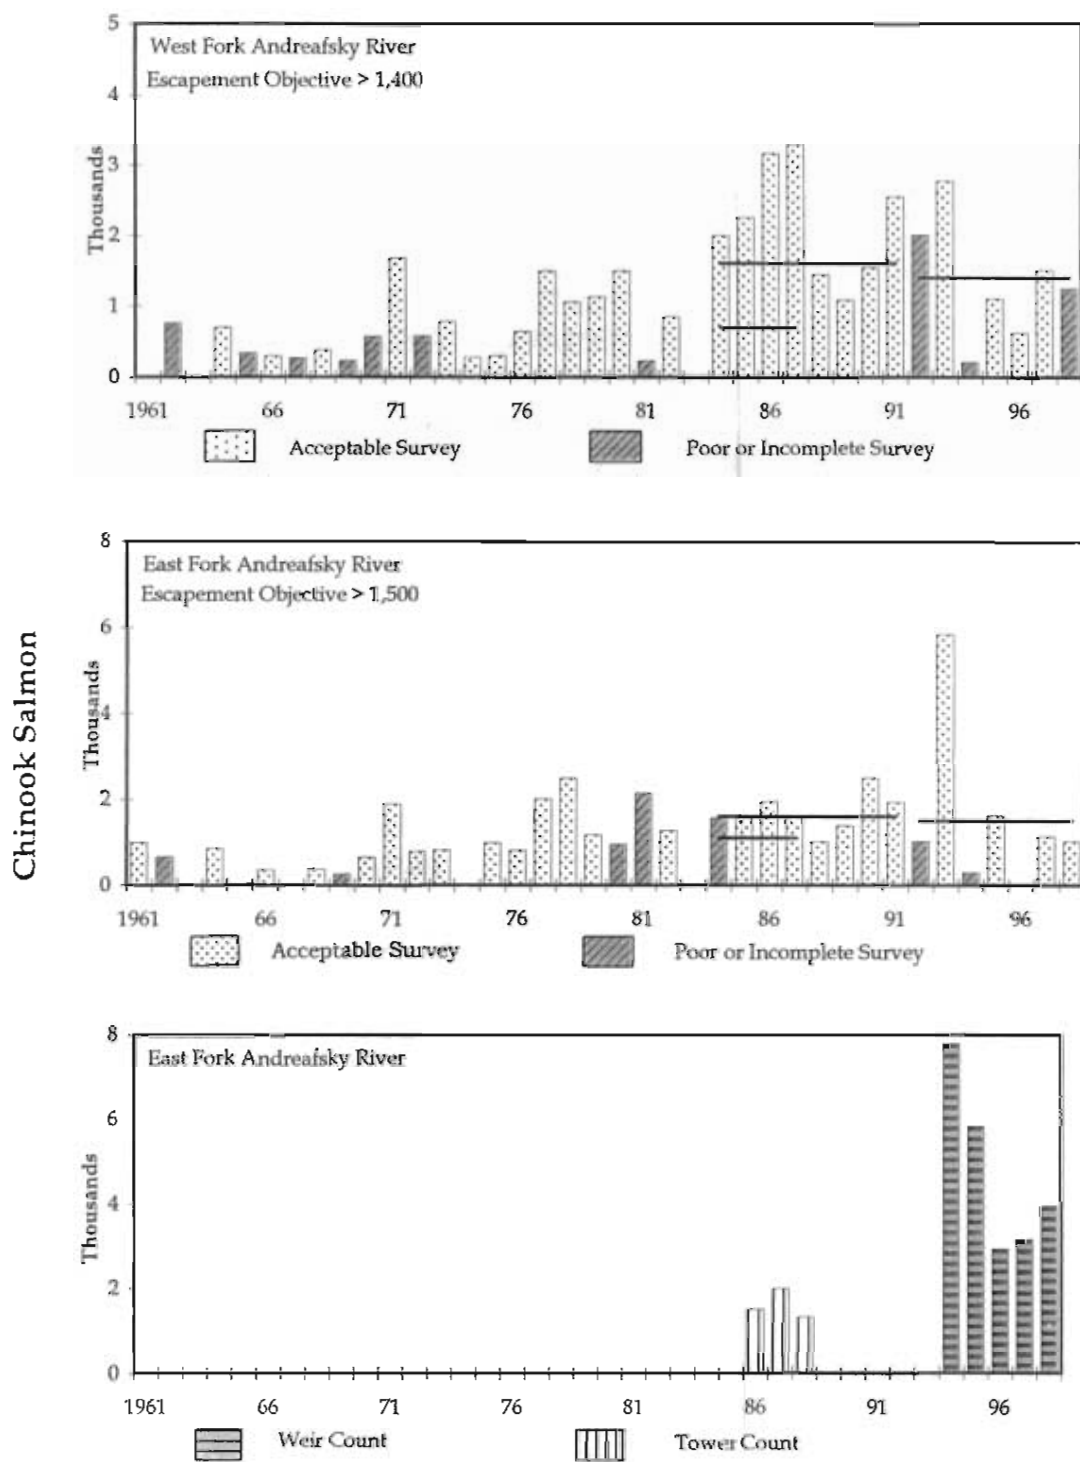 Chinook Salmon
5
West Fork Andreafsky River
Escapement Objective > 1,400
4
3
Thousands
2
1
0
1961 66 71 76 81 86 91 96
Acceptable Survey Poor or Incomplete Survey
8
East Fork Andreafsky River
Escapement Objective > 1,500
6
Thousands
4
2
0
1961 66 71 76 81 86 91 96
Acceptable Survey Poor or Incomplete Survey
8
East Fork Andreafsky River
6
Thousands
4
2
0
1961 66 71 76 81 86 91 96
Weir Count Tower Count